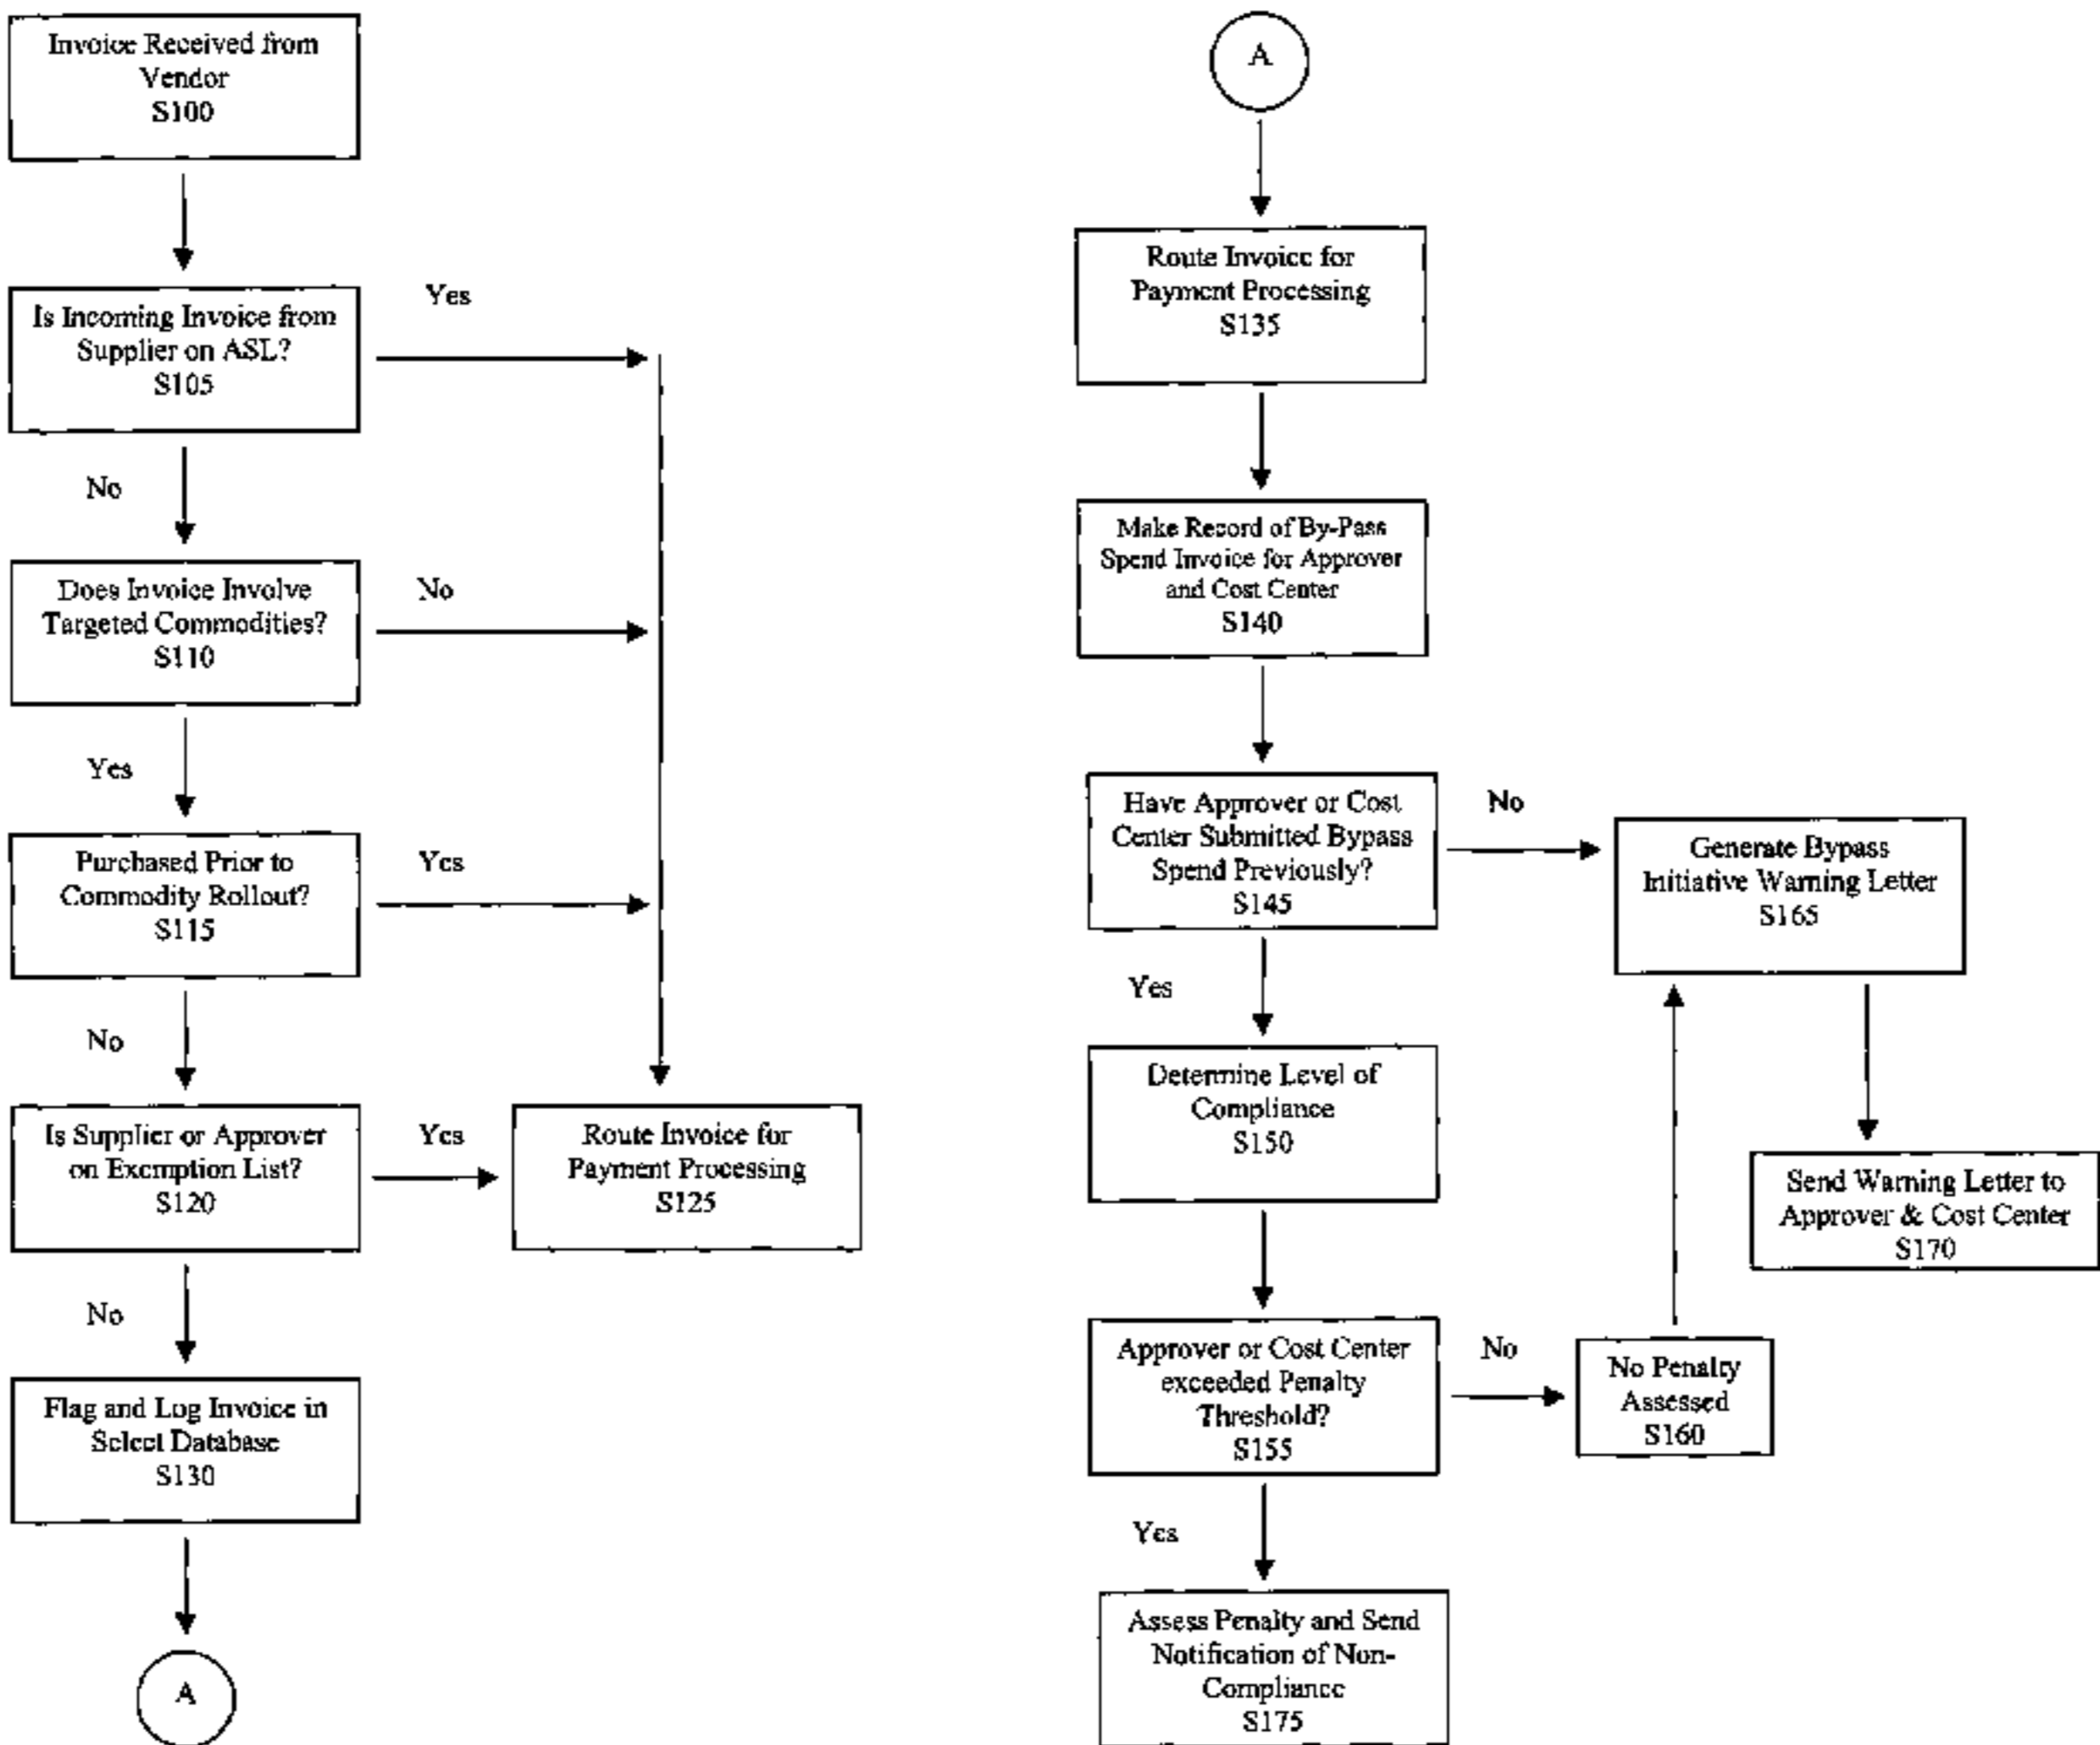 Invoice Received from
Vendor
S100
Is Incoming Invoice from
Supplier on ASL?
S105
Yes
No
Does Invoice Involve
Targeted Commodities?
S110
No
Yes
Purchased Prior to
Commodity Rollout?
S115
Yes
No
Is Supplier or Approver
on Exemption List?
S120
Yes
Route Invoice for
Payment Processing
S125
No
Flag and Log Invoice in
Select Database
S130
A
A
Route Invoice for
Payment Processing
S135
Make Record of By-Pass
Spend Invoice for Approver
and Cost Center
S140
Have Approver or Cost
Center Submitted Bypass
Spend Previously?
S145
No
Generate Bypass
Initiative Warning Letter
S165
Yes
Determine Level of
Compliance
S150
Send Warning Letter to
Approver & Cost Center
S170
Approver or Cost Center
exceeded Penalty
Threshold?
S155
No
No Penalty
Assessed
S160
Yes
Assess Penalty and Send
Notification of Non-
Compliance
S175